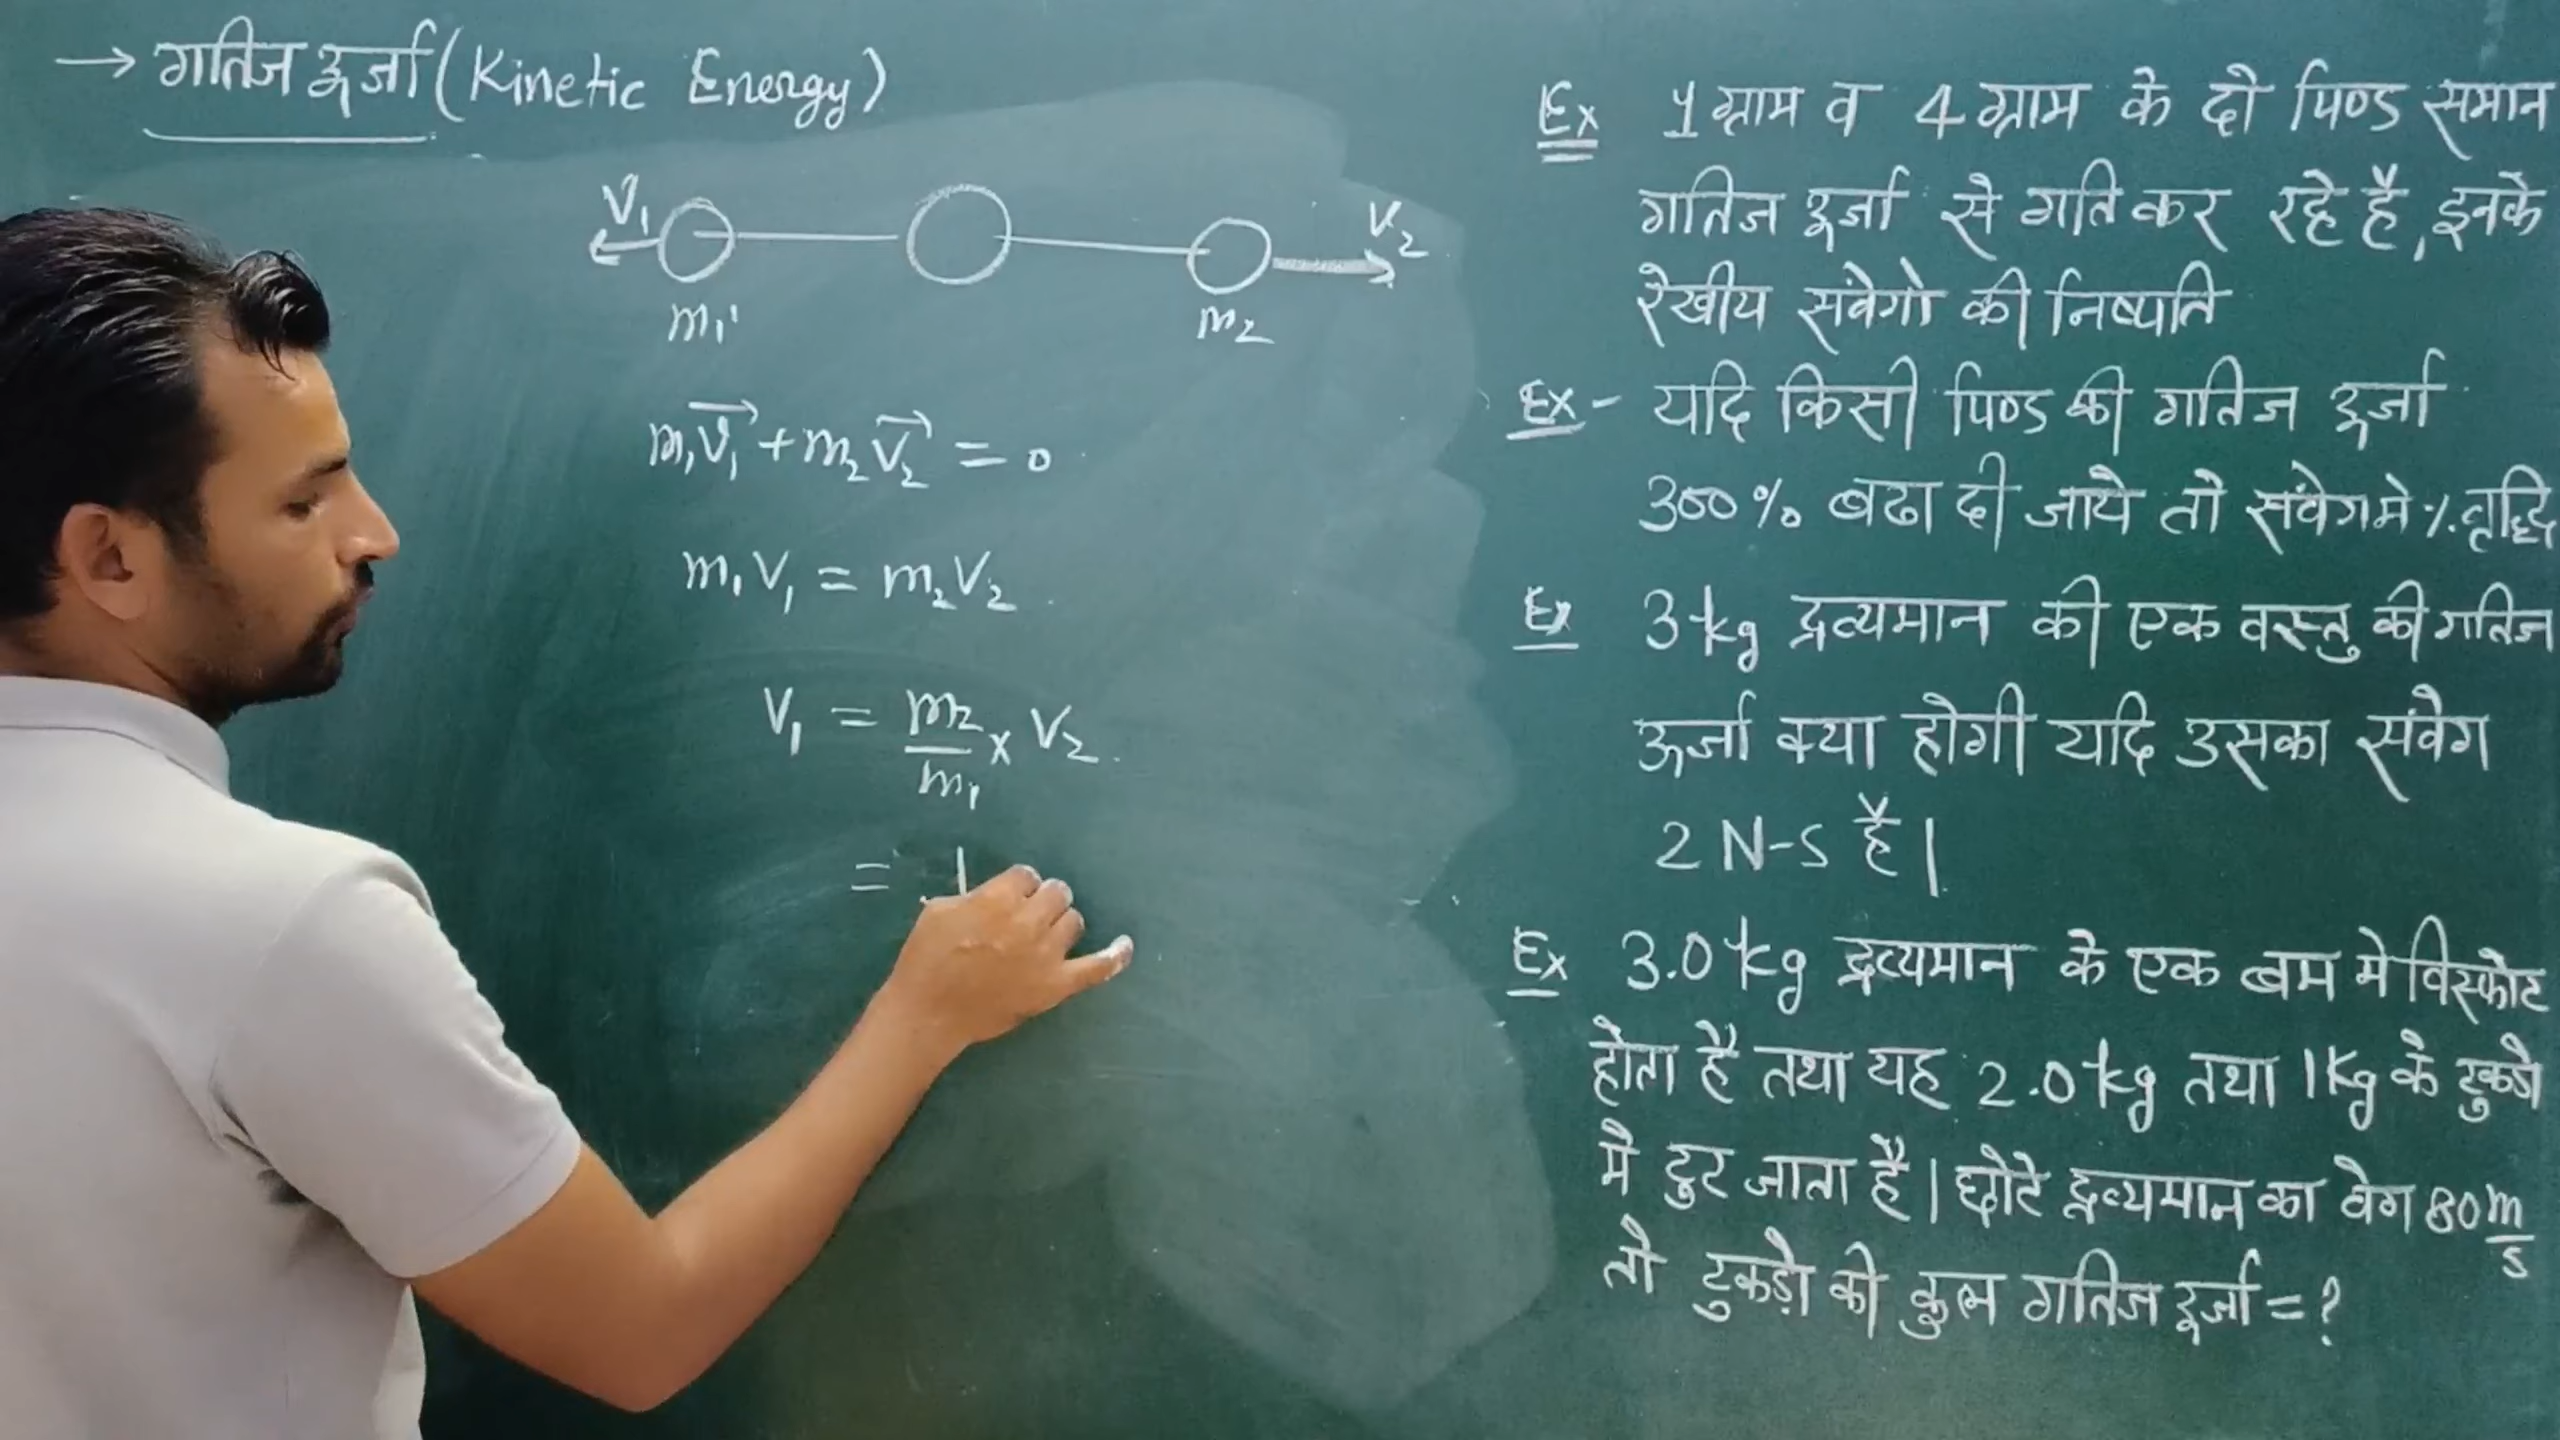 → गतिज ऊर्जा (Kinetic Energy)
V₁ V₂
m₁ m₂
m₁V₁⃗ + m₂V₂⃗ = 0
m₁V₁ = m₂V₂
V₁ = m₂/m₁ × V₂
= 1
Ex 1 ग्राम व 4 ग्राम के दो पिण्ड समान
गतिज ऊर्जा से गति कर रहे हैं, इनके
रेखीय संवेगो की निष्पति
Ex - यदि किसी पिण्ड की गतिज ऊर्जा
300% बढा दी जाये तो संवेग मे %. वृद्धि
Ex 3 kg द्रव्यमान की एक वस्तु की गतिज
ऊर्जा क्या होगी यदि उसका संवेग
2 N-S है।
Ex 3.0 kg द्रव्यमान के एक बम मे विस्फोट
होता है तथा यह 2.0 kg तथा 1Kg के टुकडो
मे टुट जाता है। छोटे द्रव्यमान का वेग 80 m/s
तो टुकड़ो की कुल गतिज ऊर्जा = ?